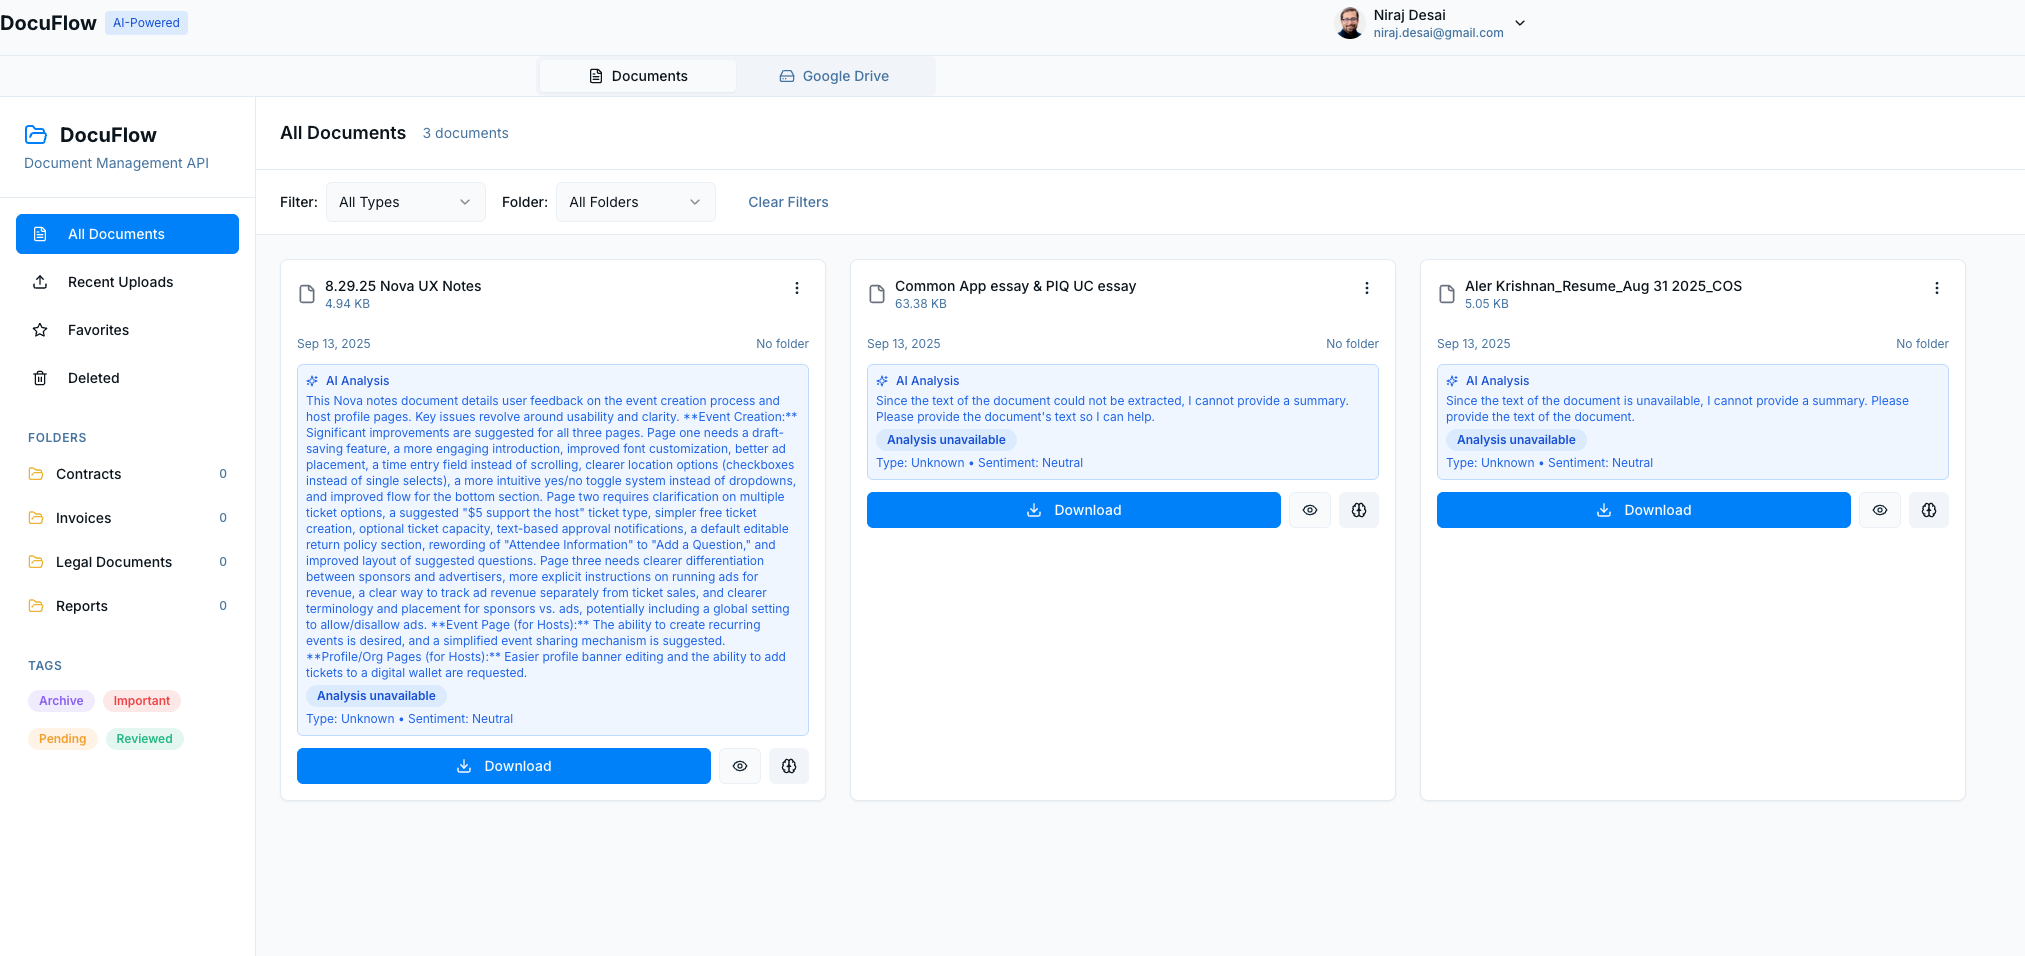 DocuFlow AI-Powered
Niraj Desai
niraj.desai@gmail.com
Documents
Google Drive
DocuFlow
Document Management API
All Documents
Recent Uploads
Favorites
Deleted
FOLDERS
Contracts 0
Invoices 0
Legal Documents 0
Reports 0
TAGS
Archive Important
Pending Reviewed
All Documents 3 documents
Filter: All Types Folder: All Folders Clear Filters
8.29.25 Nova UX Notes
4.94 KB
Sep 13, 2025 No folder
AI Analysis
This Nova notes document details user feedback on the event creation process and
host profile pages. Key issues revolve around usability and clarity. **Event Creation:**
Significant improvements are suggested for all three pages. Page one needs a draft-
saving feature, a more engaging introduction, improved font customization, better ad
placement, a time entry field instead of scrolling, clearer location options (checkboxes
instead of single selects), a more intuitive yes/no toggle system instead of dropdowns,
and improved flow for the bottom section. Page two requires clarification on multiple
ticket options, a suggested "$5 support the host" ticket type, simpler free ticket
creation, optional ticket capacity, text-based approval notifications, a default editable
return policy section, rewording of "Attendee Information" to "Add a Question," and
improved layout of suggested questions. Page three needs clearer differentiation
between sponsors and advertisers, more explicit instructions on running ads for
revenue, a clear way to track ad revenue separately from ticket sales, and clearer
terminology and placement for sponsors vs. ads, potentially including a global setting
to allow/disallow ads. **Event Page (for Hosts):** The ability to create recurring
events is desired, and a simplified event sharing mechanism is suggested.
**Profile/Org Pages (for Hosts):** Easier profile banner editing and the ability to add
tickets to a digital wallet are requested.
Analysis unavailable
Type: Unknown • Sentiment: Neutral
Download
Common App essay & PIQ UC essay
63.38 KB
Sep 13, 2025 No folder
AI Analysis
Since the text of the document could not be extracted, I cannot provide a summary.
Please provide the document's text so I can help.
Analysis unavailable
Type: Unknown • Sentiment: Neutral
Download
Aler Krishnan_Resume_Aug 31 2025_COS
5.05 KB
Sep 13, 2025 No folder
AI Analysis
Since the text of the document is unavailable, I cannot provide a summary. Please
provide the text of the document.
Analysis unavailable
Type: Unknown • Sentiment: Neutral
Download